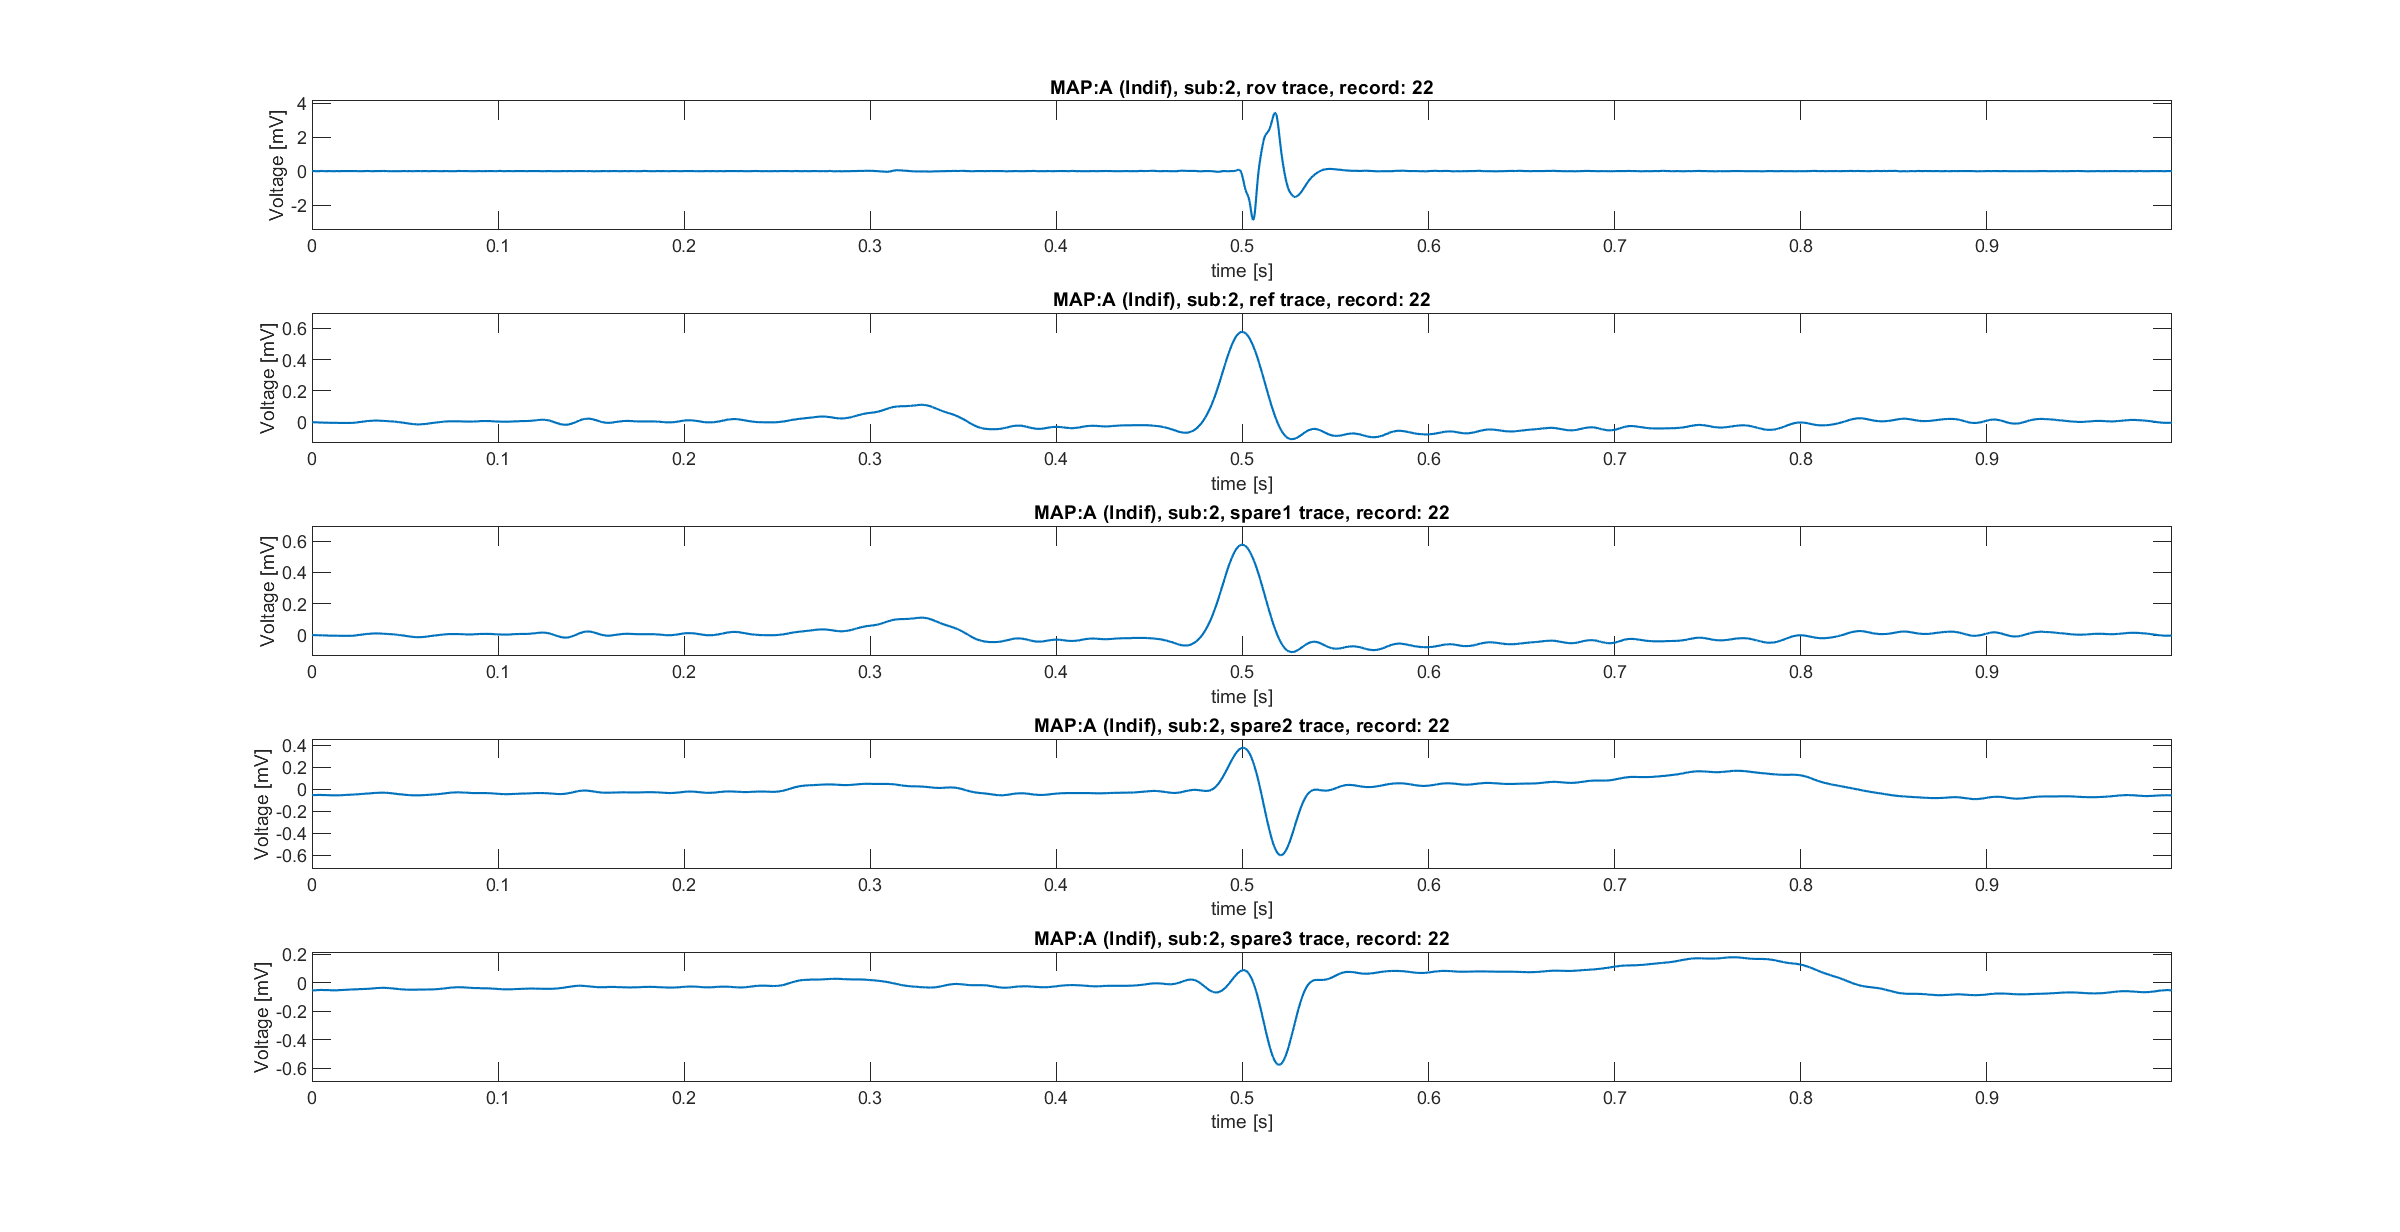 MAP:A (Indif), sub:2, rov trace, record: 22
Voltage [mV]
4
2
0
-2
0 0.1 0.2 0.3 0.4 0.5 0.6 0.7 0.8 0.9
time [s]
MAP:A (Indif), sub:2, ref trace, record: 22
Voltage [mV]
0.6
0.4
0.2
0
0 0.1 0.2 0.3 0.4 0.5 0.6 0.7 0.8 0.9
time [s]
MAP:A (Indif), sub:2, spare1 trace, record: 22
Voltage [mV]
0.6
0.4
0.2
0
0 0.1 0.2 0.3 0.4 0.5 0.6 0.7 0.8 0.9
time [s]
MAP:A (Indif), sub:2, spare2 trace, record: 22
Voltage [mV]
0.4
0.2
0
-0.2
-0.4
-0.6
0 0.1 0.2 0.3 0.4 0.5 0.6 0.7 0.8 0.9
time [s]
MAP:A (Indif), sub:2, spare3 trace, record: 22
Voltage [mV]
0.2
0
-0.2
-0.4
-0.6
0 0.1 0.2 0.3 0.4 0.5 0.6 0.7 0.8 0.9
time [s]